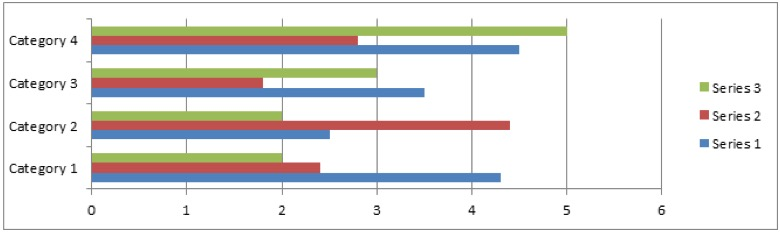 Category 4
Category 3
Category 2
Category 1
0 1 2 3 4 5 6
Series 3
Series 2
Series 1